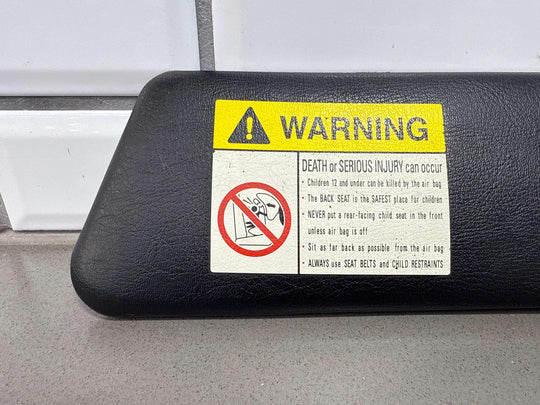 WARNING
DEATH or SERIOUS INJURY can occur
• Children 12 and under can be killed by the air bag
• The BACK SEAT is the SAFEST place for children
• NEVER put a rear-facing child seat in the front
unless air bag is off
• Sit as far back as possible from the air bag
• ALWAYS use SEAT BELTS and CHILD RESTRAINTS